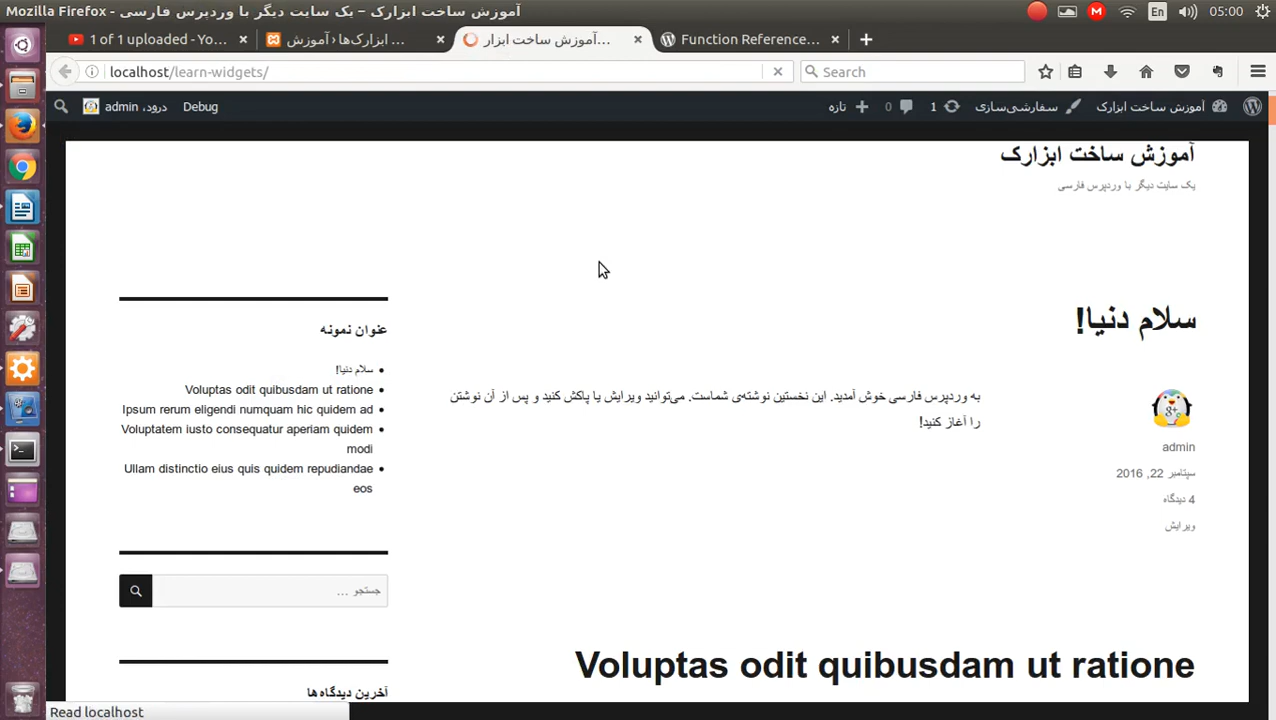 Mozilla Firefox آموزش ساخت ابزارک – یک سایت دیگر با وردپرس فارسی –
En
05:00
1 of 1 uploaded - Yo...
ابزارک‌ها ‹ آموزش ...
آموزش ساخت ابزار...
Function Reference...
localhost/learn-widgets/
Search
درود، admin
Debug
تازه
0
1
سفارشی‌سازی
آموزش ساخت ابزارک
آموزش ساخت ابزارک
یک سایت دیگر با وردپرس فارسی
سلام دنیا!
به وردپرس فارسی خوش آمدید. این نخستین نوشته‌ی شماست. می‌توانید ویرایش یا پاکش کنید و پس از آن نوشتن
را آغاز کنید!
g+
admin
سپتامبر 22, 2016
4 دیدگاه
ویرایش
Voluptas odit quibusdam ut ratione
عنوان نمونه
سلام دنیا!
Voluptas odit quibusdam ut ratione
Ipsum rerum eligendi numquam hic quidem ad
Voluptatem iusto consequatur aperiam quidem
modi
Ullam distinctio eius quis quidem repudiandae
eos
جستجو ...
آخرین دیدگاه‌ها
Read localhost